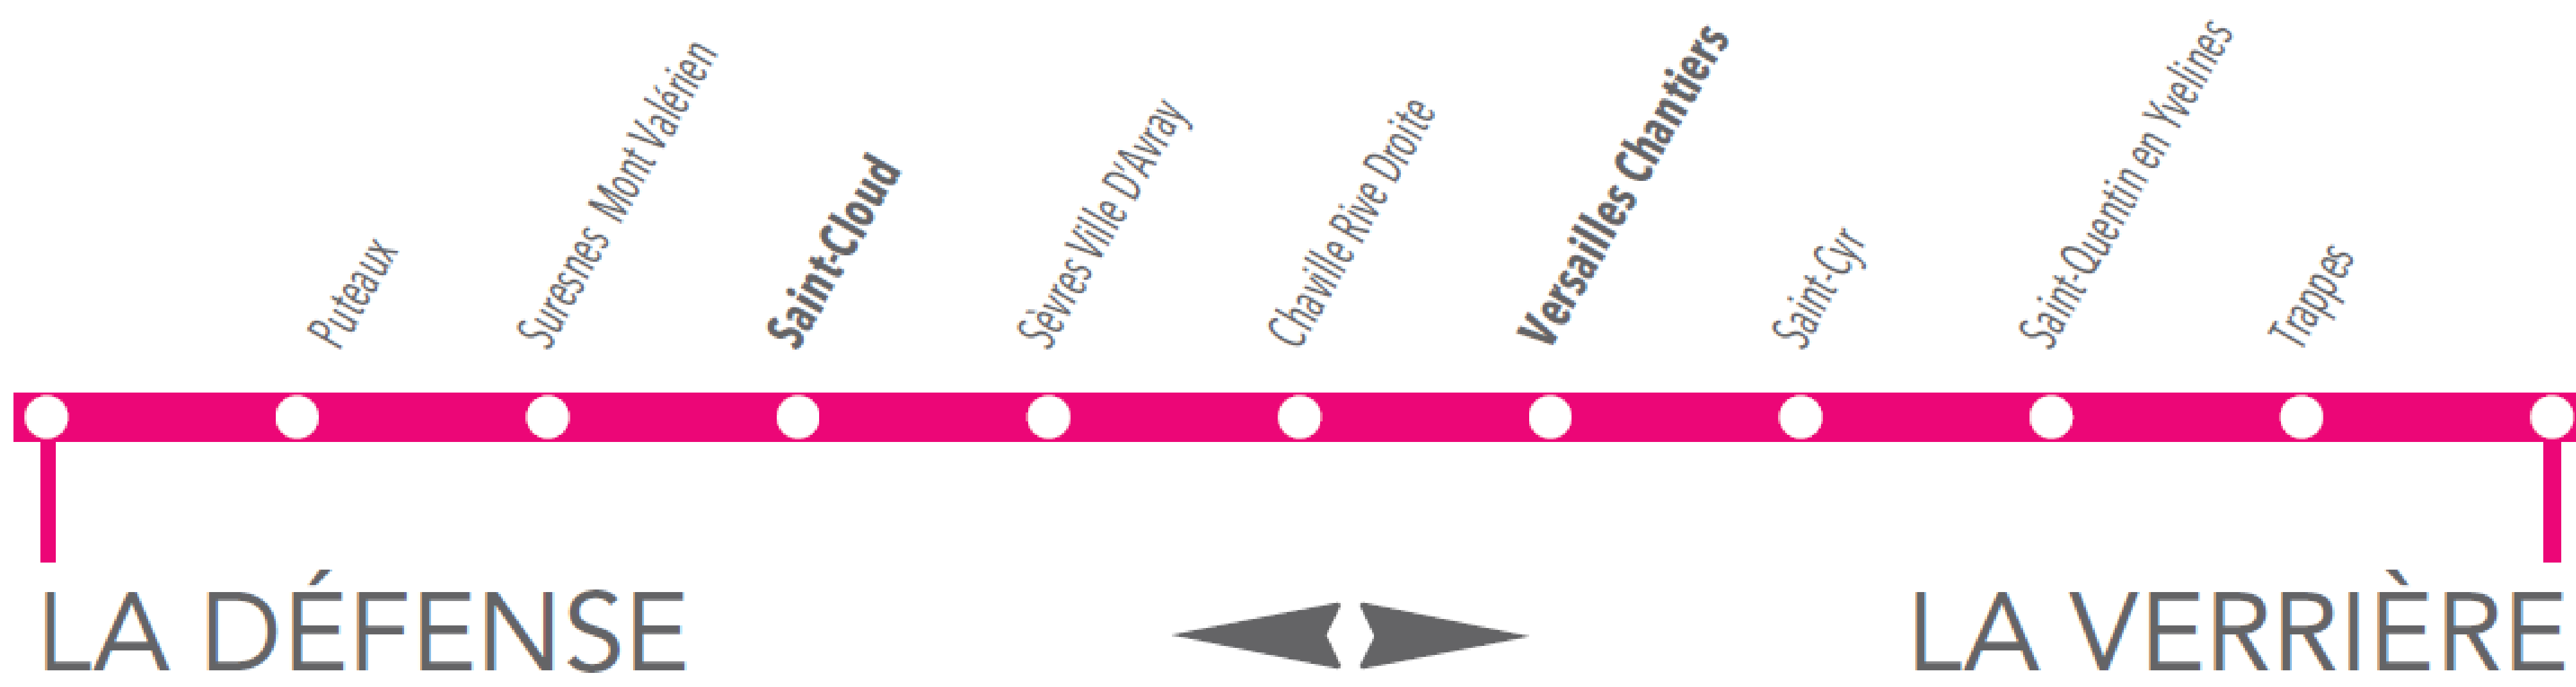 Puteaux
Suresnes Mont Valérien
Saint-Cloud
Sèvres Ville D'Avray
Chaville Rive Droite
Versailles Chantiers
Saint-Cyr
Saint-Quentin en Yvelines
Trappes
LA DÉFENSE
LA VERRIÈRE